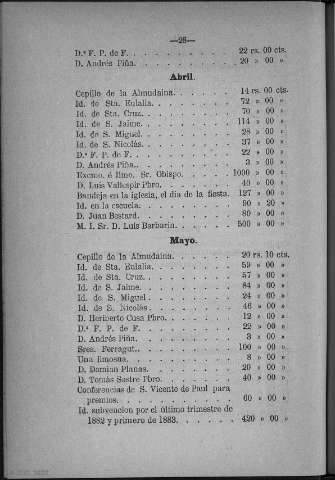 —28—
D.ª F. P. de F. . . . . . . . . 22 rs. 00 cts.
D. Andrés Piña. . . . . . . . . 20 » 00 »
Abril.
Cepillo de la Almudaina. . . . . . 14 rs. 00 cts.
Id. de Sta. Eulalia. . . . . . . . 72 » 00 »
Id. de Sta. Cruz. . . . . . . . . 70 » 00 »
Id. de S. Jaime. . . . . . . . . 114 » 00 »
Id. de S. Miguel. . . . . . . . . 28 » 00 »
Id. de S. Nicolás. . . . . . . . . 37 » 00 »
D.ª F. P. de F. . . . . . . . . . 22 » 00 »
D. Andrés Piña. . . . . . . . . . 3 » 00 »
Excmo. é Ilmo. Sr. Obispo. . . . . 1000 » 00 »
D. Luis Vallespir Pbro. . . . . . . 40 » 00 »
Bandeja en la iglesia, el dia de la fiesta. 127 » 00 »
Id. en la escuela. . . . . . . . . 90 » 20 »
D. Juan Bastard. . . . . . . . . 80 » 00 »
M. I. Sr. D. Luis Barbarin. . . . . 500 » 00 »
Mayo.
Cepillo de la Almudaina. . . . . . 20 rs. 10 cts.
Id. de Sta. Eulalia. . . . . . . . 59 » 00 »
Id. de Sta. Cruz. . . . . . . . . 57 » 00 »
Id. de S. Jaime. . . . . . . . . 84 » 00 »
Id. de S. Miguel . . . . . . . . 24 » 00 »
Id. de S. Nicolás. . . . . . . . . 46 » 00 »
D. Heriberto Cusa Pbro. . . . . . . 12 » 00 »
D.ª F. P. de F. . . . . . . . . . 22 » 00 »
D. Andrés Piña. . . . . . . . . . 3 » 00 »
Sres. Ferragut. . . . . . . . . . 100 » 00 »
Una limosna. . . . . . . . . . 8 » 00 »
D. Damian Planas. . . . . . . . . 20 » 00 »
D. Tomás Sastre Pbro. . . . . . . 40 » 00 »
Conferencias de S. Vicente de Paul para
premios. . . . . . . . . . . 60 » 00 »
Id. subvencion por el último trimestre de
1882 y primero de 1883. . . . . . 420 » 00 »